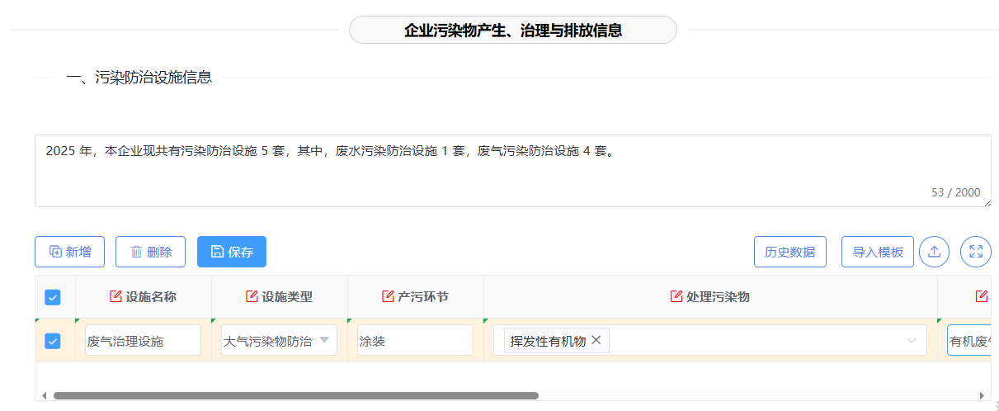 企业污染物产生、治理与排放信息
一、污染防治设施信息
2025 年，本企业现共有污染防治设施 5 套，其中，废水污染防治设施 1 套，废气污染防治设施 4 套。
53 / 2000
新增 删除 保存 历史数据 导入模板
设施名称 设施类型 产污环节 处理污染物
废气治理设施 大气污染物防治 涂装 挥发性有机物 有机废